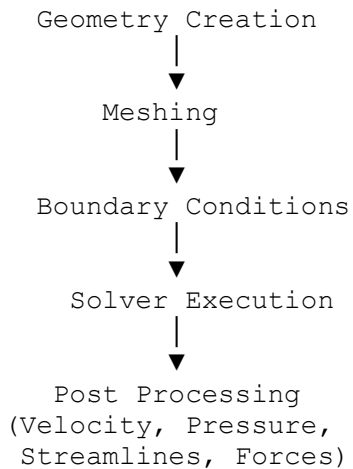 Geometry Creation
Meshing
Boundary Conditions
Solver Execution
Post Processing
(Velocity, Pressure,
Streamlines, Forces)